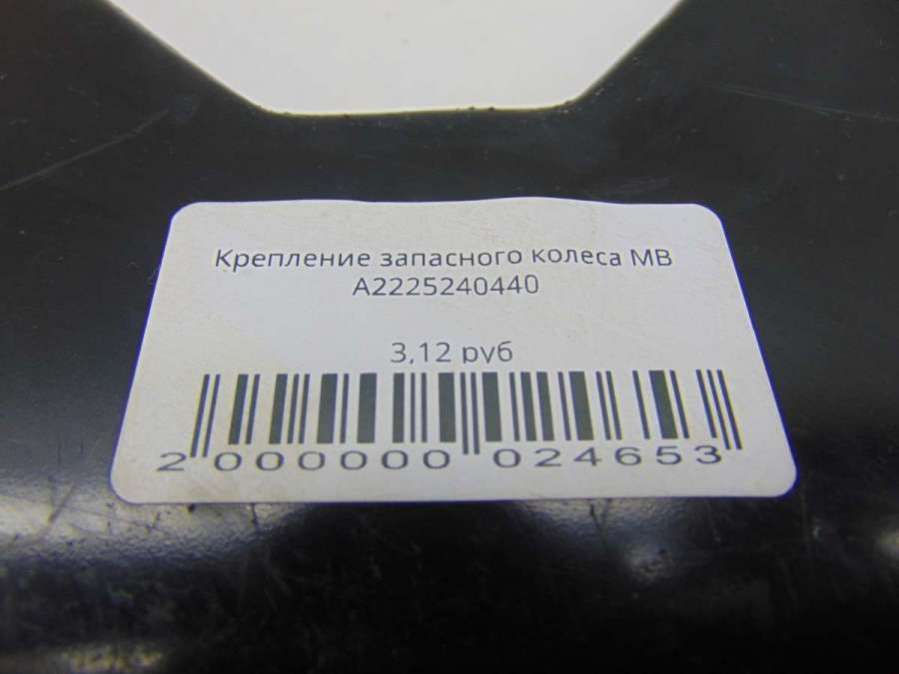 Крепление запасного колеса MB
A2225240440
3,12 руб
2 000000 024653